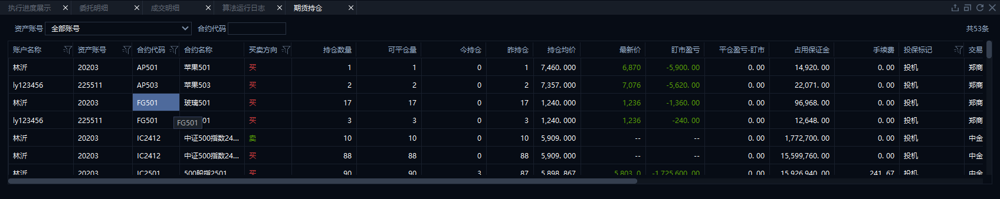 执行进度展示 委托明细 成交明细 算法运行日志 期货持仓
资产账号 全部账号 合约代码 共53条
账户名称 资产账号 合约代码 合约名称 买卖方向 持仓数量 可平仓量 今持仓 昨持仓 持仓均价 最新价 盯市盈亏 平仓盈亏-盯市 占用保证金 手续费 投保标记 交易
林沂 20203 AP501 苹果501 买 1 1 0 1 7,460.000 6,870 -5,900.00 0.00 14,920.00 0.00 投机 郑商
ly123456 225511 AP503 苹果503 买 2 2 0 2 7,357.000 7,076 -5,620.00 0.00 22,071.00 0.00 投机 郑商
林沂 20203 FG501 玻璃501 买 17 17 0 17 1,240.000 1,236 -1,360.00 0.00 96,968.00 0.00 投机 郑商
ly123456 225511 FG501 01 买 3 3 0 3 1,240.000 1,236 -240.00 0.00 12,648.00 0.00 投机 郑商
FG501
林沂 20203 IC2412 中证500指数24... 卖 10 10 0 10 5,909.000 -- -- 0.00 1,772,700.00 0.00 投机 中金
林沂 20203 IC2412 中证500指数24... 买 88 88 0 88 5,909.000 -- -- 0.00 15,599,760.00 0.00 投机 中金
林沂 20203 IC2501 500股指2501 买 90 90 3 87 5,898.867 5,803.0 -1,725,600.00 0.00 15,926,940.00 241.67 投机 中金